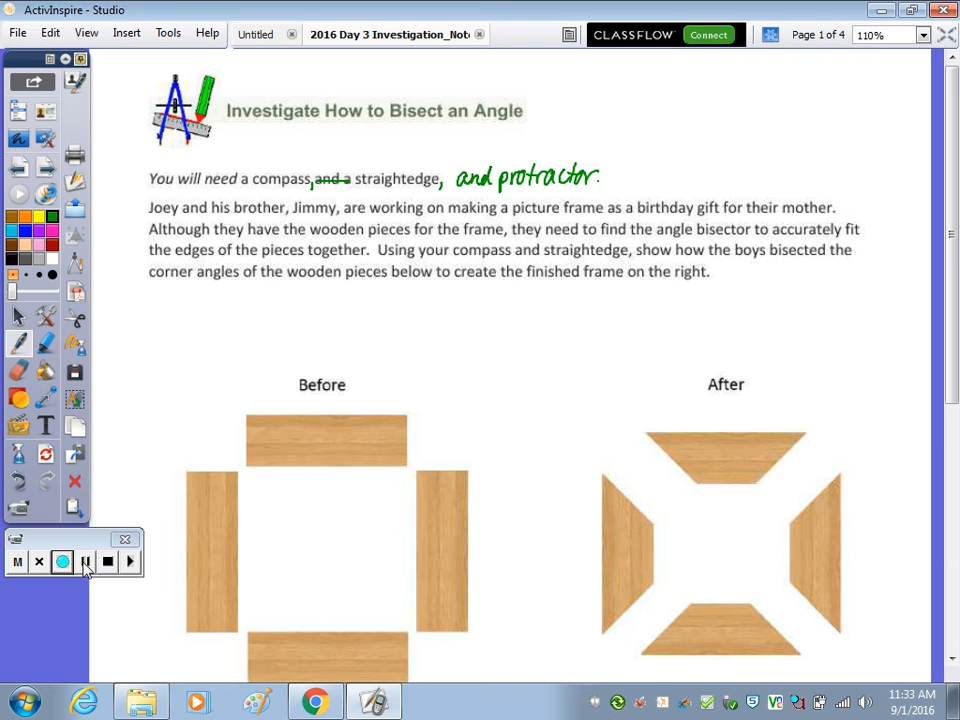 ActivInspire - Studio
File Edit View Insert Tools Help Untitled 2016 Day 3 Investigation_Not CLASSFLOW Connect Page 1 of 4 110%
Investigate How to Bisect an Angle
You will need a compass, and a straightedge, and protractor.
Joey and his brother, Jimmy, are working on making a picture frame as a birthday gift for their mother.
Although they have the wooden pieces for the frame, they need to find the angle bisector to accurately fit
the edges of the pieces together. Using your compass and straightedge, show how the boys bisected the
corner angles of the wooden pieces below to create the finished frame on the right.
Before After
M
11:33 AM
9/1/2016